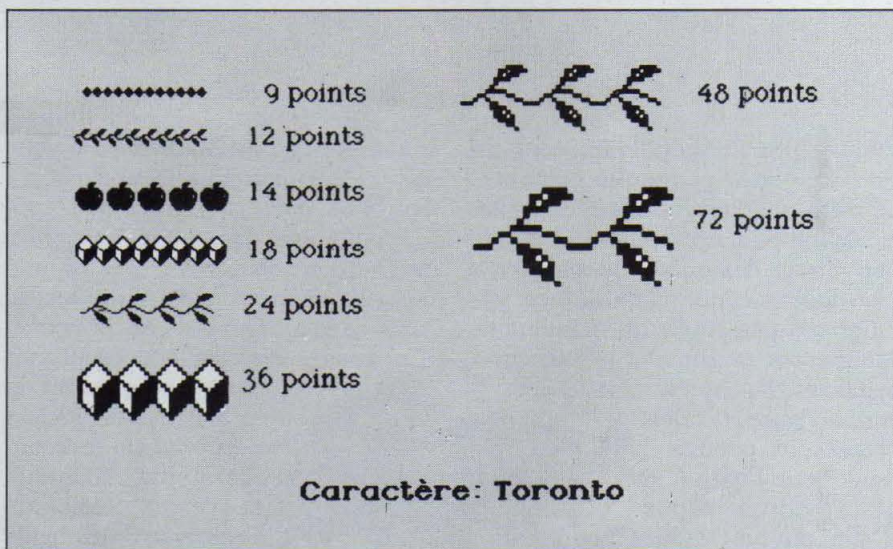 9 points
12 points
14 points
18 points
24 points
36 points
48 points
72 points
Caractère: Toronto